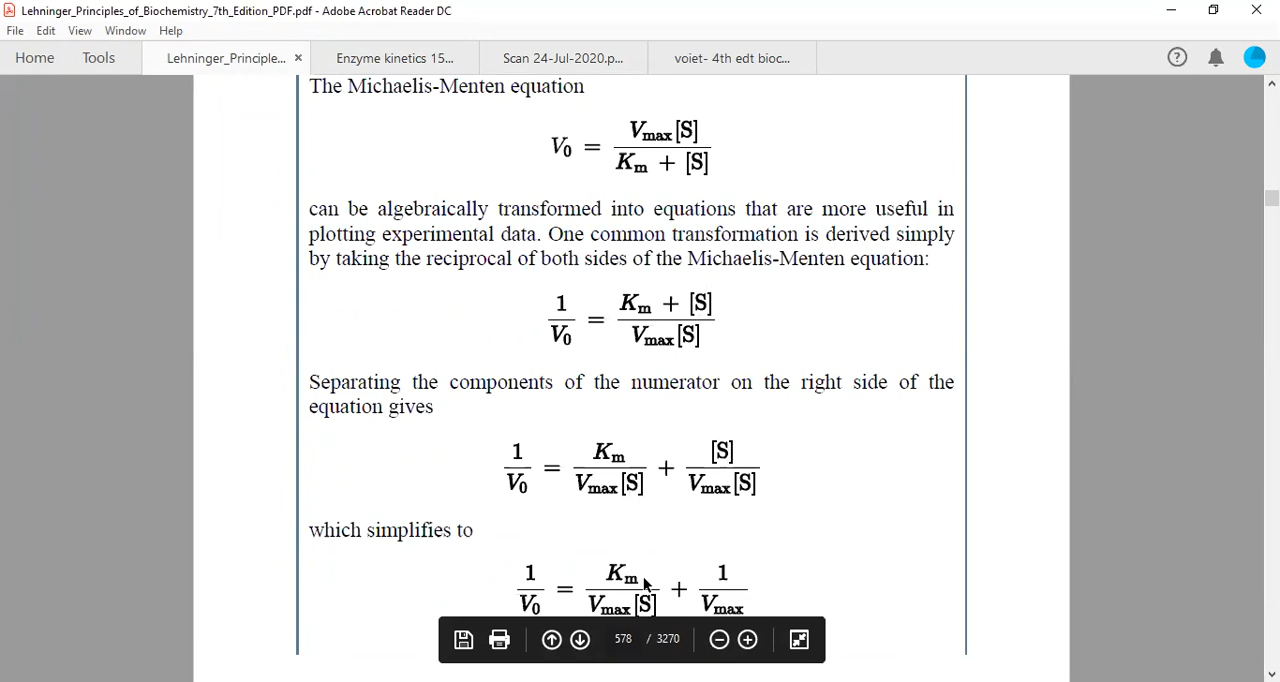 Lehninger_Principles_of_Biochemistry_7th_Edition_PDF.pdf - Adobe Acrobat Reader DC
File Edit View Window Help
Home Tools Lehninger_Principle... × Enzyme kinetics 15... Scan 24-Jul-2020.p... voiet- 4th edt bioc...
The Michaelis-Menten equation
V₀ = Vmax[S] / Km + [S]
can be algebraically transformed into equations that are more useful in
plotting experimental data. One common transformation is derived simply
by taking the reciprocal of both sides of the Michaelis-Menten equation:
1 / V₀ = Km + [S] / Vmax[S]
Separating the components of the numerator on the right side of the
equation gives
1 / V₀ = Km / Vmax[S] + [S] / Vmax[S]
which simplifies to
1 / V₀ = Km / Vmax[S] + 1 / Vmax
578 / 3270